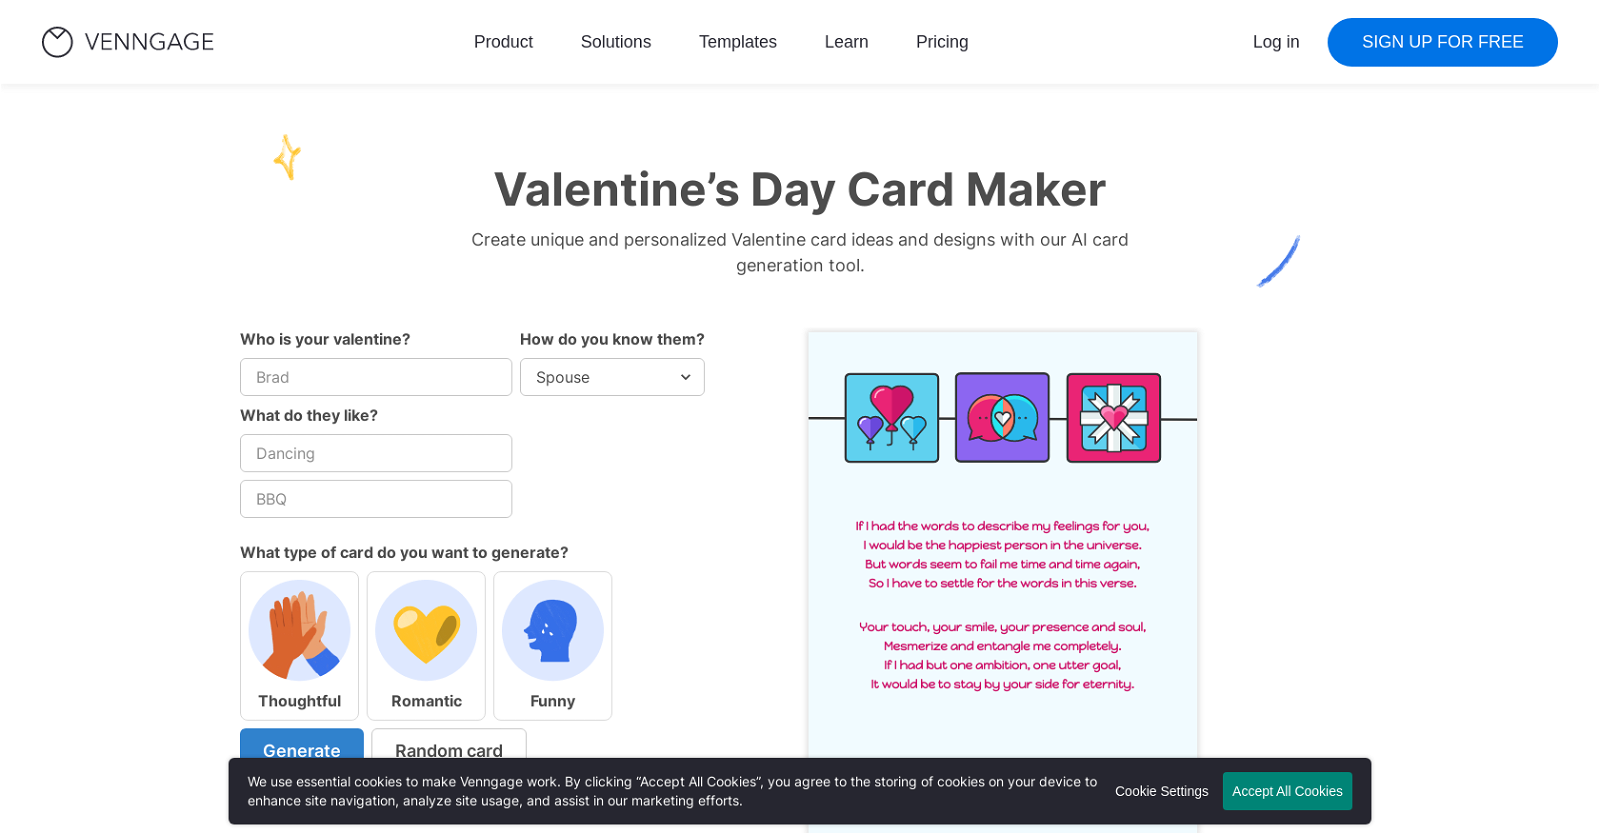 VENNGAGE
Product
Solutions
Templates
Learn
Pricing
Log in
SIGN UP FOR FREE
Valentine’s Day Card Maker
Create unique and personalized Valentine card ideas and designs with our AI card
generation tool.
Who is your valentine?
How do you know them?
Brad
Spouse
What do they like?
Dancing
BBQ
What type of card do you want to generate?
Thoughtful
Romantic
Funny
Generate
Random card
If I had the words to describe my feelings for you,
I would be the happiest person in the universe.
But words seem to fail me time and time again,
So I have to settle for the words in this verse.
Your touch, your smile, your presence and soul,
Mesmerize and entangle me completely.
If I had but one ambition, one utter goal,
It would be to stay by your side for eternity.
We use essential cookies to make Venngage work. By clicking “Accept All Cookies”, you agree to the storing of cookies on your device to
enhance site navigation, analyze site usage, and assist in our marketing efforts.
Cookie Settings
Accept All Cookies